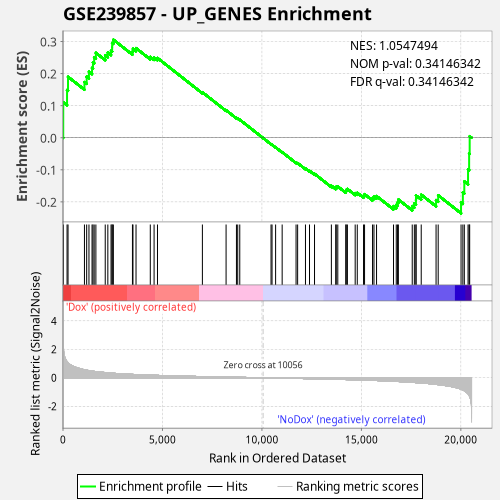 GSE239857 - UP_GENES Enrichment
Enrichment score (ES)
0.3
0.2
0.1
0.0
-0.1
-0.2
NES: 1.0547494
NOM p-val: 0.34146342
FDR q-val: 0.34146342
'Dox' (positively correlated)
Ranked list metric (Signal2Noise)
4
2
0
-2
Zero cross at 10056
'NoDox' (negatively correlated)
0
5,000
10,000
15,000
20,000
Rank in Ordered Dataset
Enrichment profile
Hits
Ranking metric scores